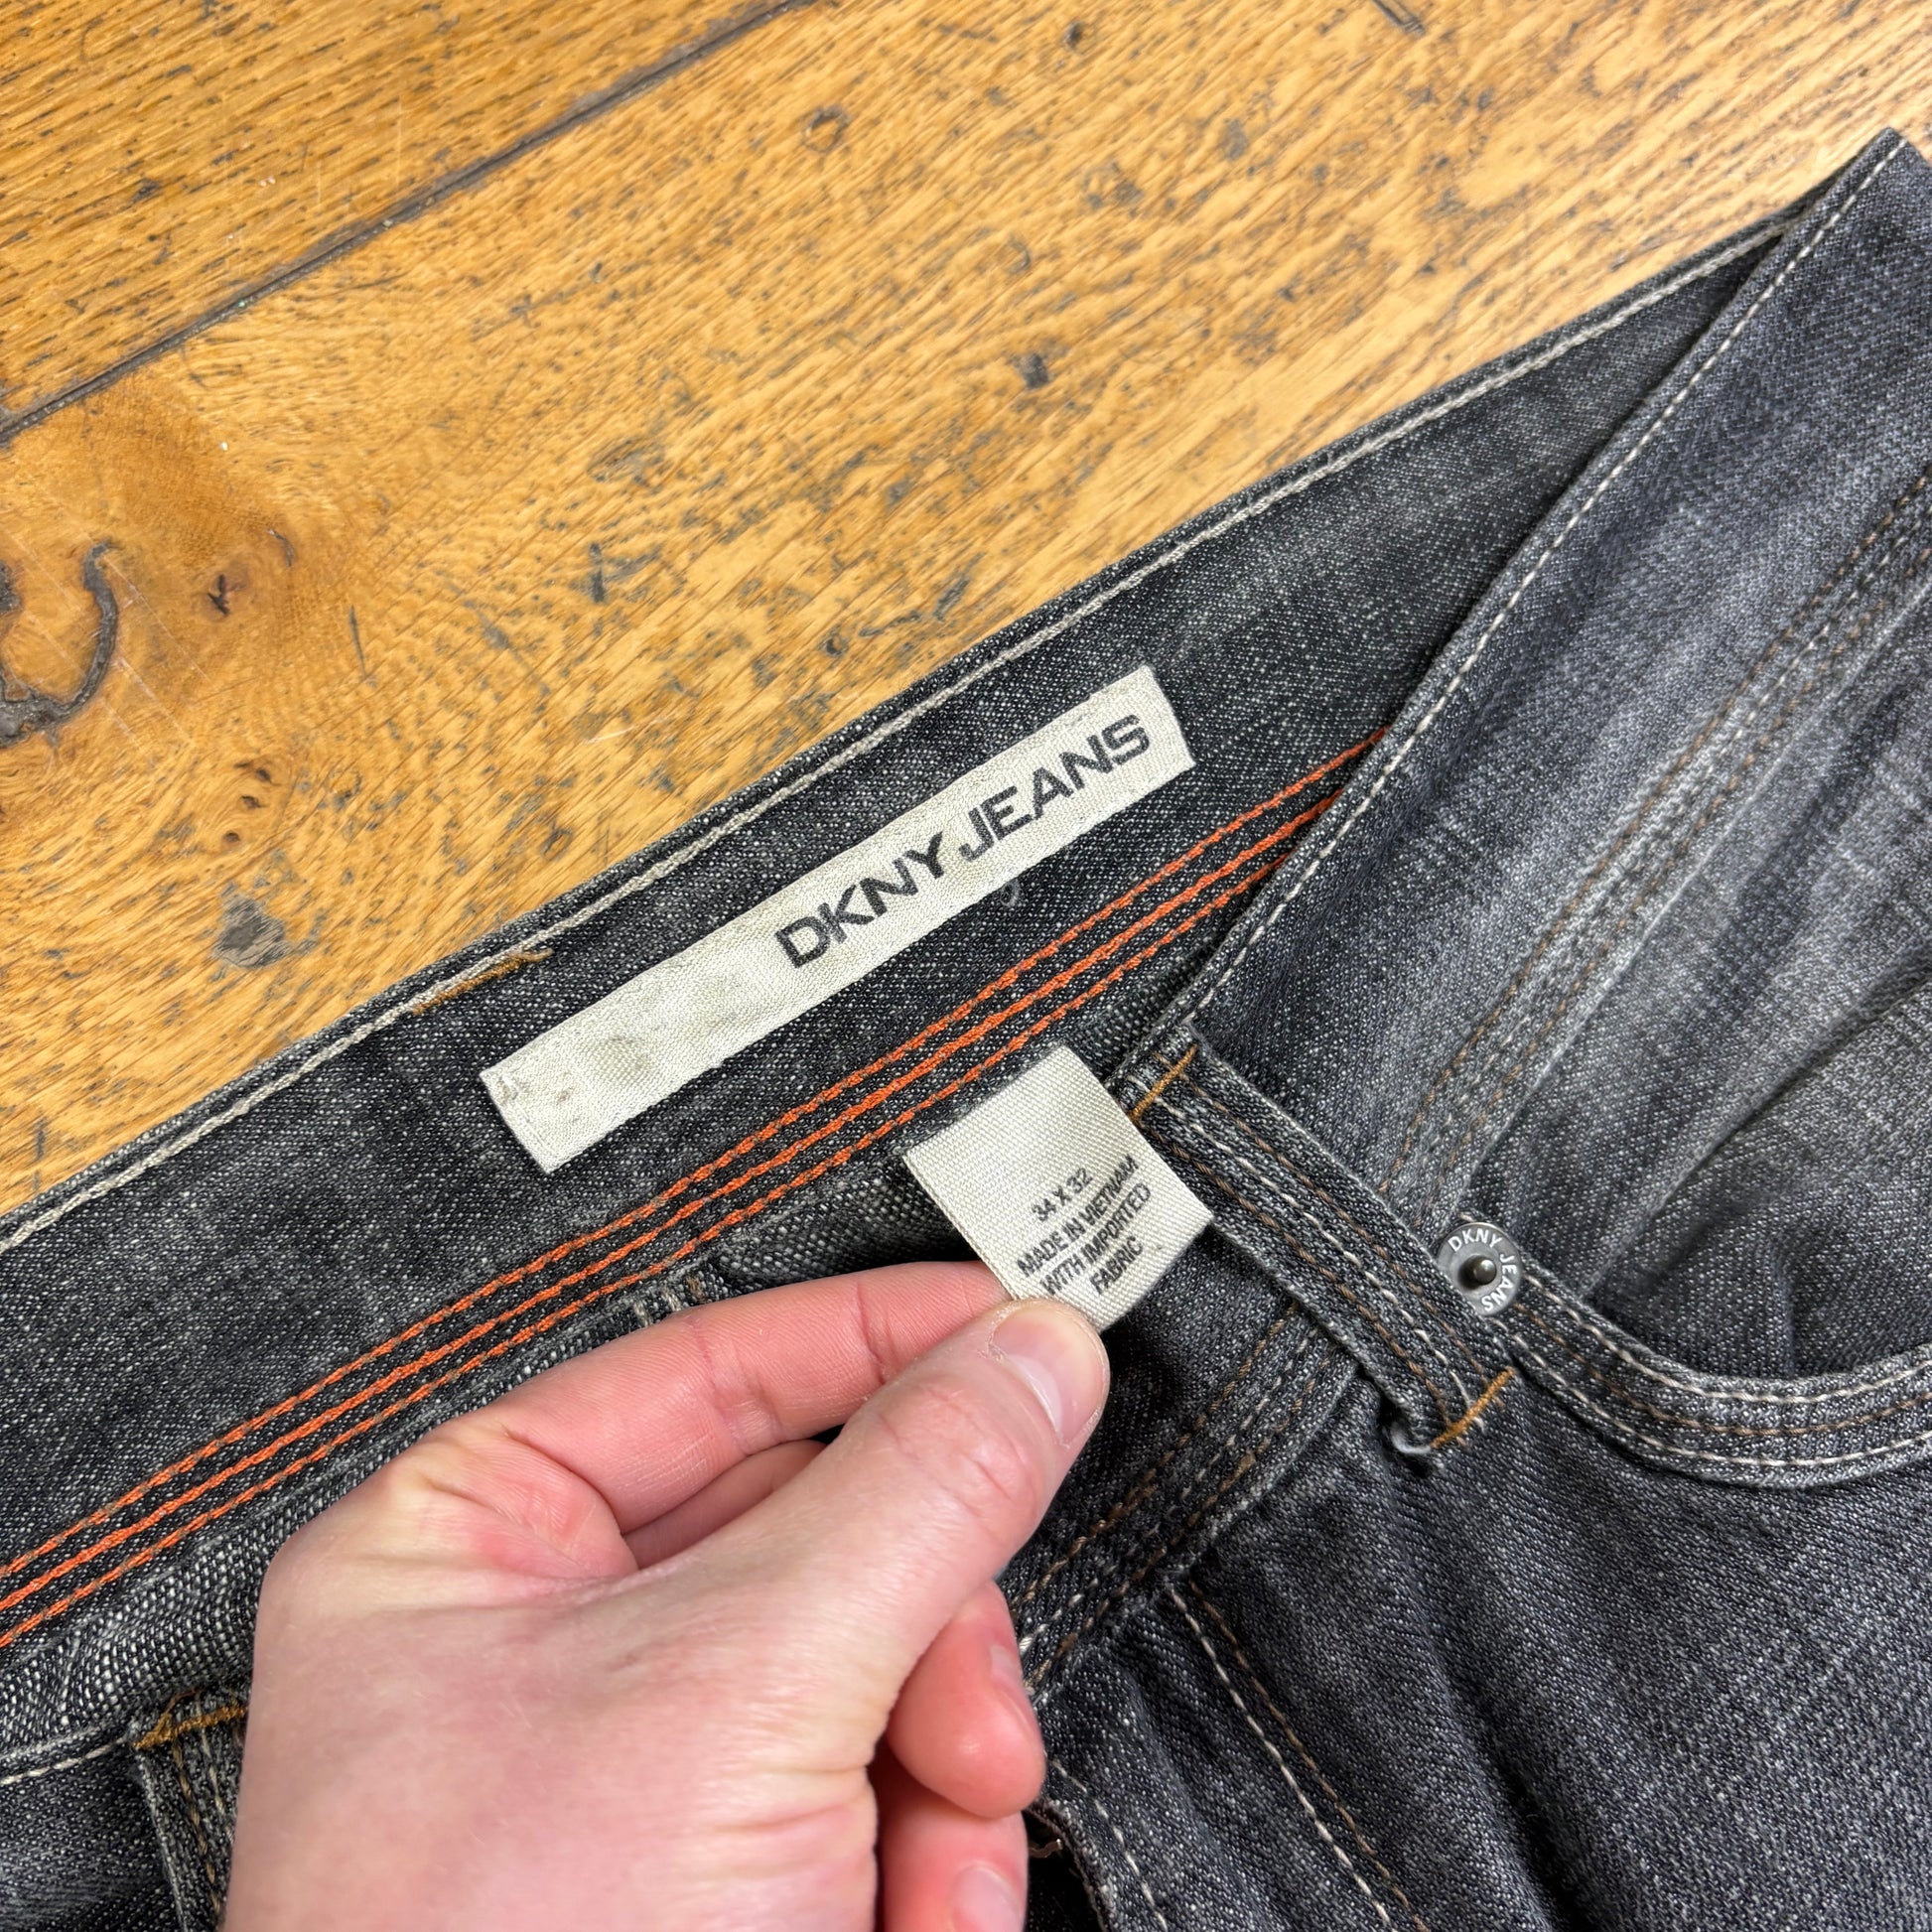 DKNY JEANS
34 X 32
MADE IN VIETNAM
WITH IMPORTED
FABRIC
DKNY JEANS